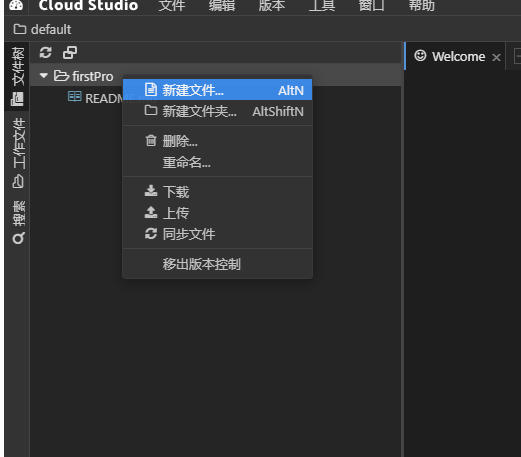 Cloud Studio 文件 编辑 版本 工具 窗口 帮助
default
文件树
工作文件
搜索
Welcome
firstPro
READM
新建文件... AltN
新建文件夹... AltShiftN
删除...
重命名...
下载
上传
同步文件
移出版本控制